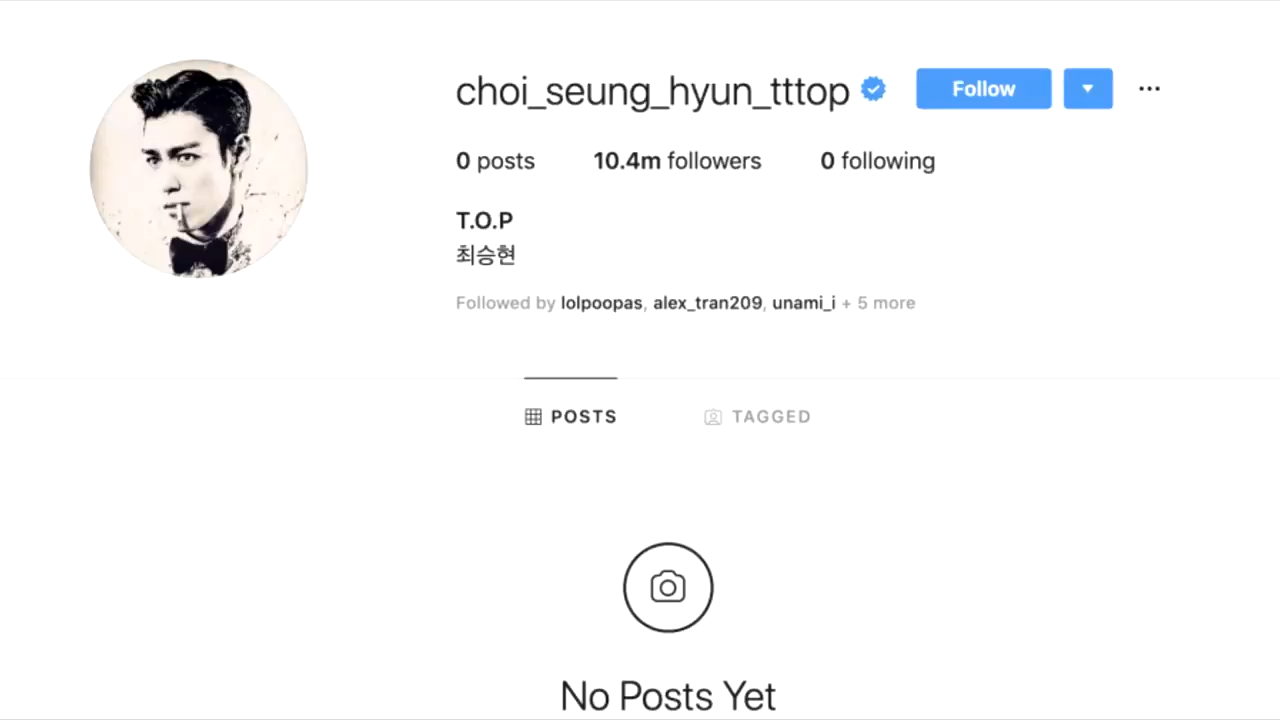 choi_seung_hyun_tttop Follow
0 posts 10.4m followers 0 following
T.O.P
최승현
Followed by lolpoopas, alex_tran209, unami_i + 5 more
POSTS TAGGED
No Posts Yet